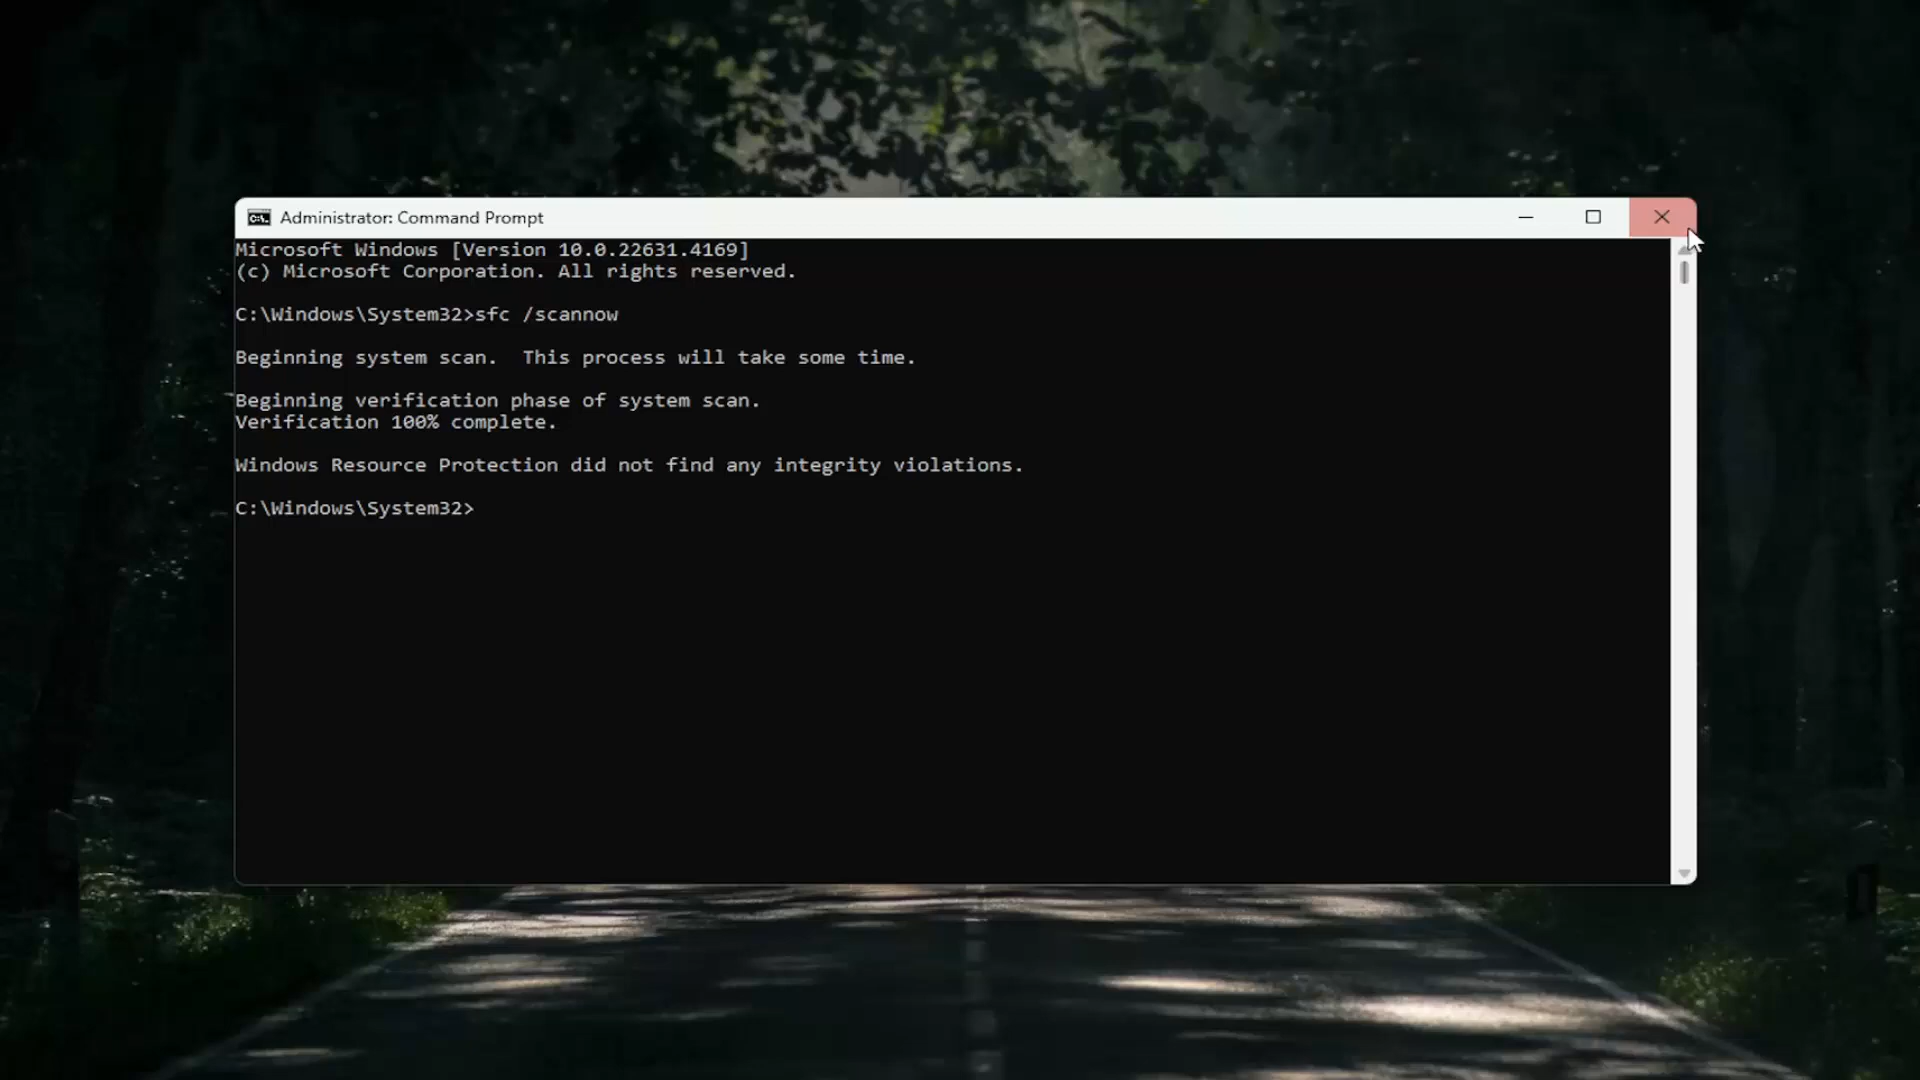 Administrator: Command Prompt
Microsoft Windows [Version 10.0.22631.4169]
(c) Microsoft Corporation. All rights reserved.
C:\Windows\System32>sfc /scannow
Beginning system scan.  This process will take some time.
Beginning verification phase of system scan.
Verification 100% complete.
Windows Resource Protection did not find any integrity violations.
C:\Windows\System32>